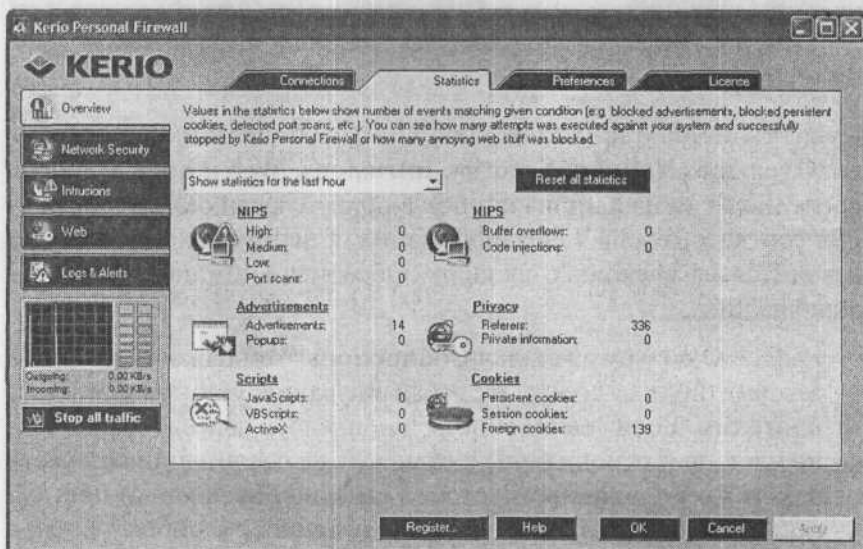 Kerio Personal Firewall
KERIO
Connections
Statistics
Preferences
License
Overview
Network Security
Intrusions
Web
Logs & Alerts
Outgoing: 0.00 KB/s
Incoming: 0.00 KB/s
Stop all traffic
Values in the statistics below show number of events matching given condition (e.g. blocked advertisements, blocked persistent
cookies, detected port scans, etc.). You can see how many attempts was executed against your system and successfully
stopped by Kerio Personal Firewall or how many annoying web stuff was blocked.
Show statistics for the last hour
Reset all statistics
NIPS
High: 0
Medium: 0
Low: 0
Port scans: 0
HIPS
Buffer overflows: 0
Code injections: 0
Advertisements
Advertisements: 14
Popups: 0
Privacy
Referers: 336
Private information: 0
Scripts
JavaScripts: 0
VBScripts: 0
ActiveX: 0
Cookies
Persistent cookies: 0
Session cookies: 0
Foreign cookies: 139
Register...
Help
OK
Cancel
Apply